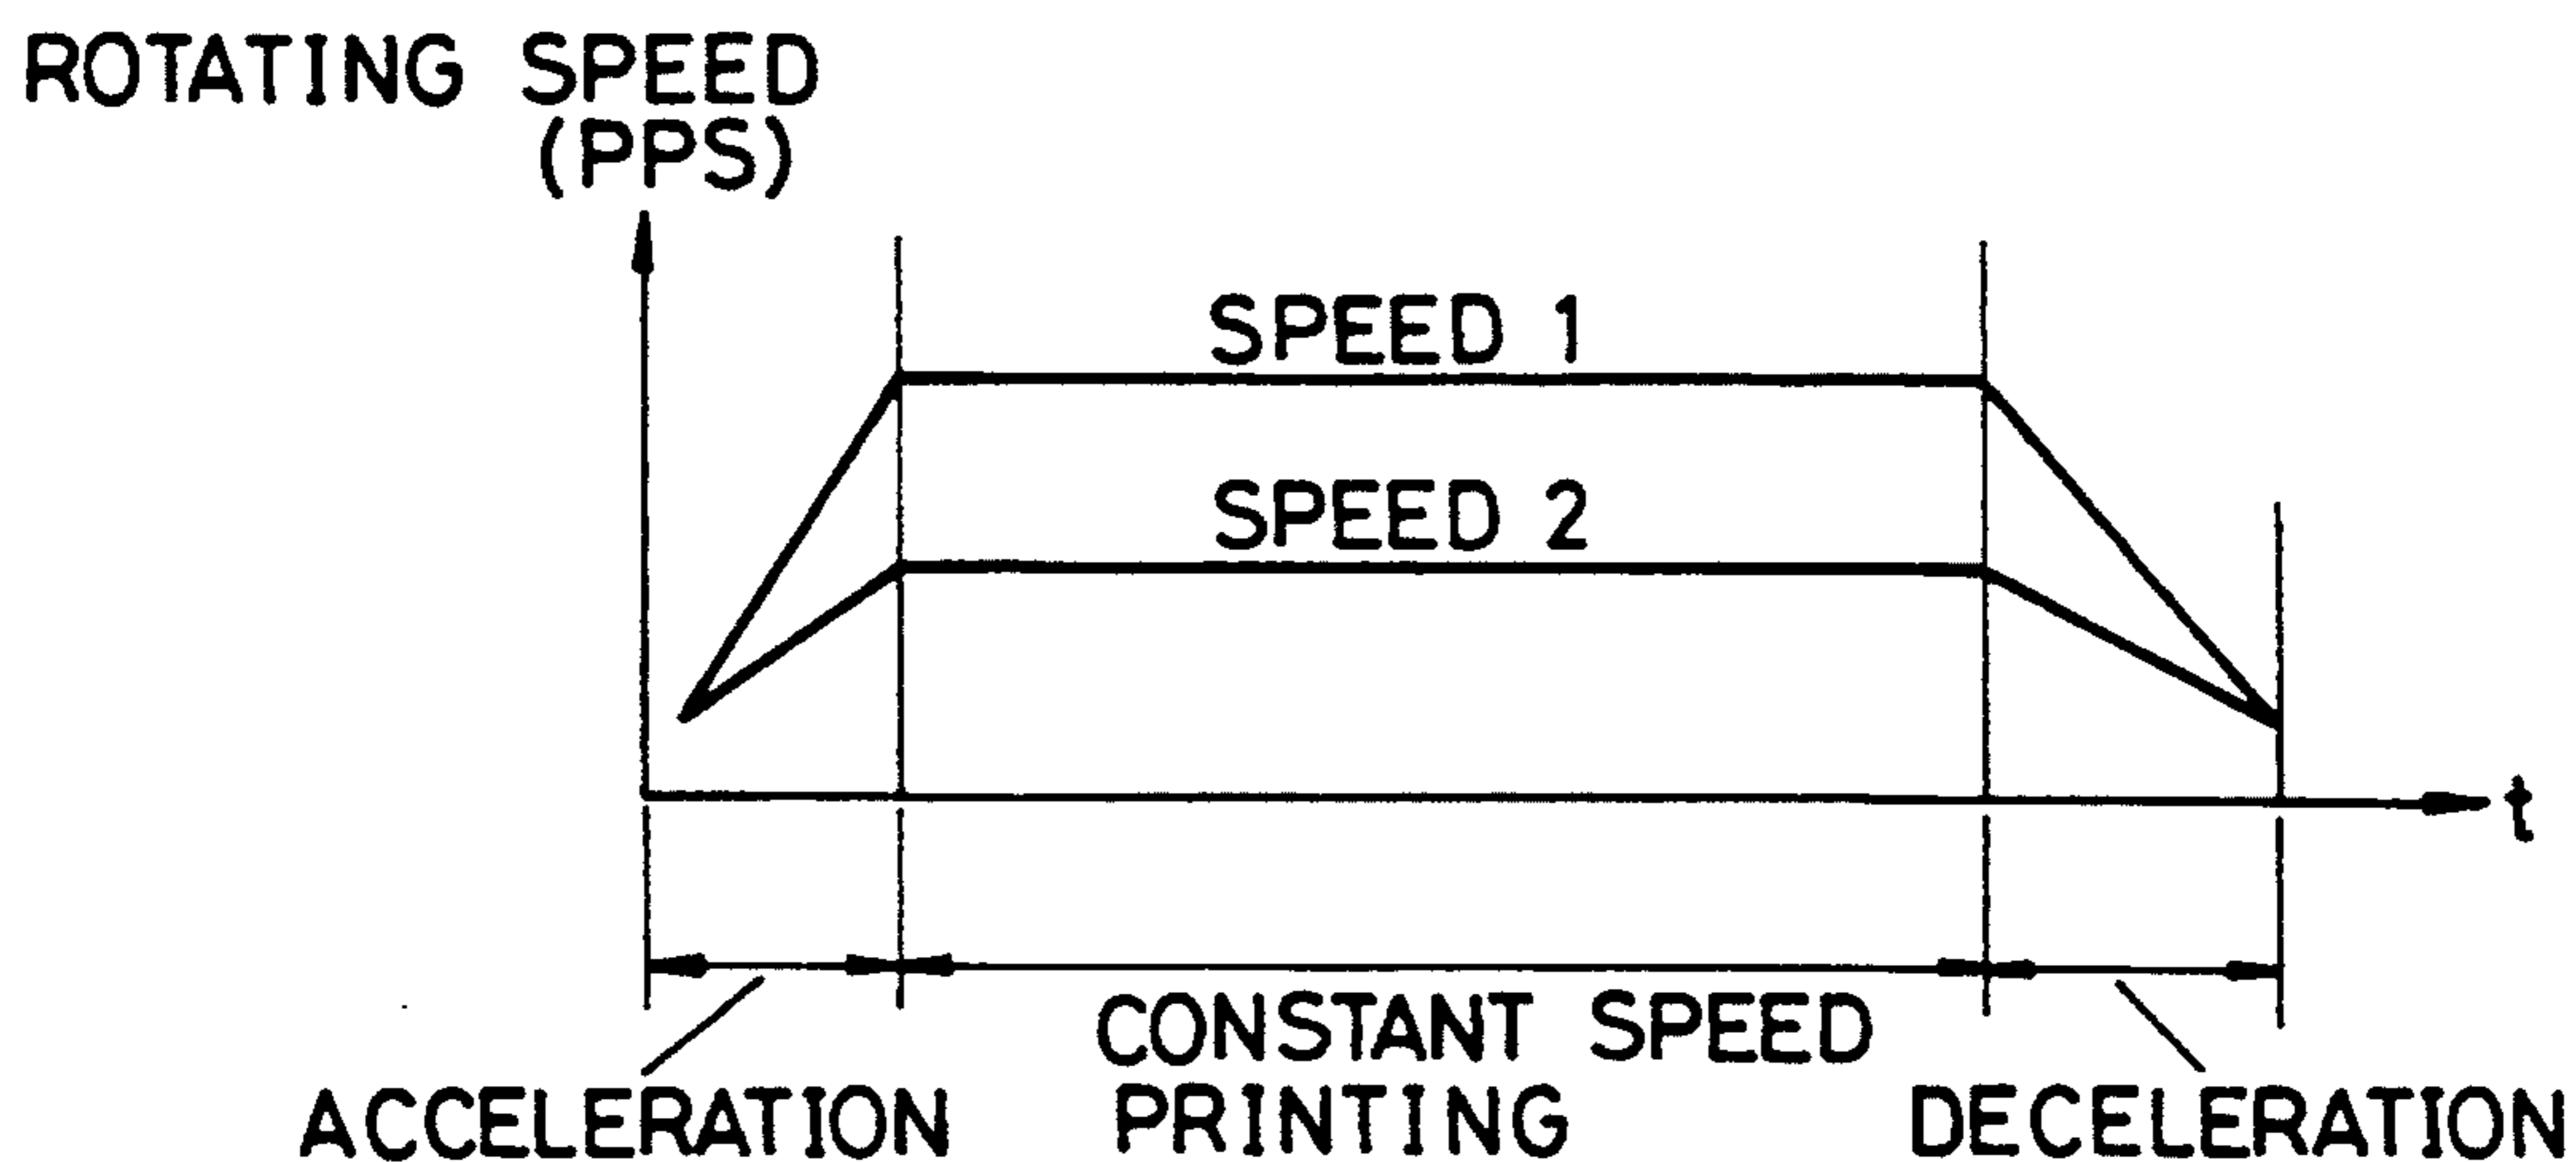 ROTATING SPEED
(PPS)
SPEED 1
SPEED 2
t
CONSTANT SPEED
PRINTING
ACCELERATION
DECELERATION